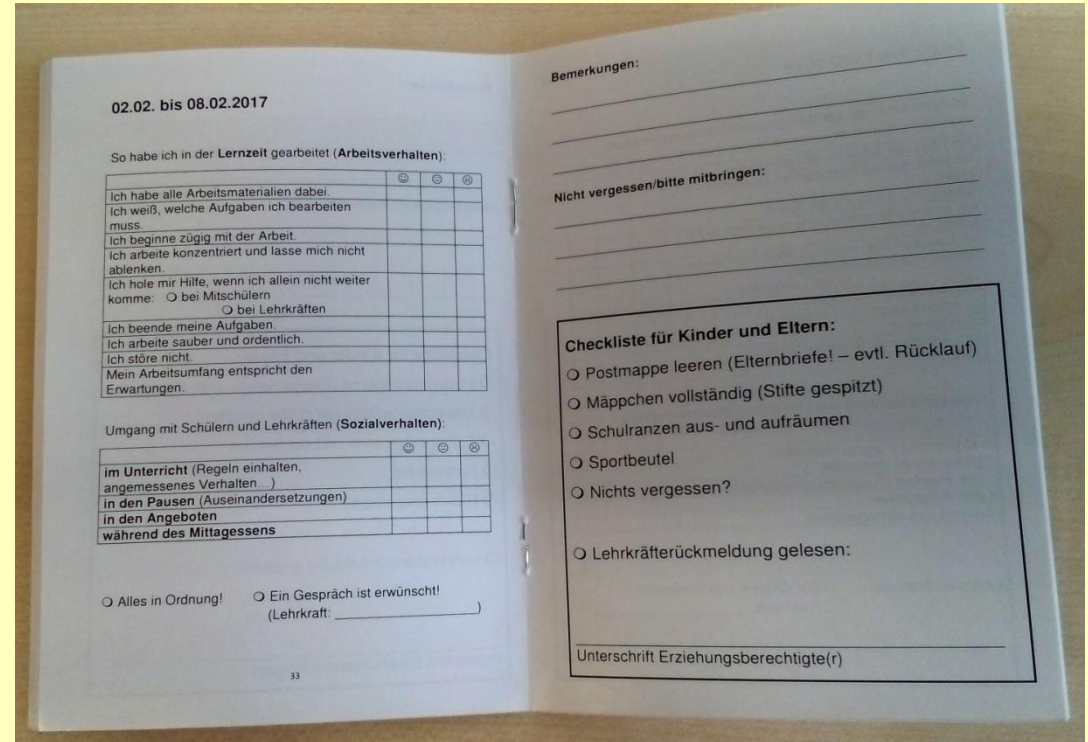 02.02. bis 08.02.2017
So habe ich in der Lernzeit gearbeitet (Arbeitsverhalten):
☺ 😐 ☹
Ich habe alle Arbeitsmaterialien dabei.
Ich weiß, welche Aufgaben ich bearbeiten
muss.
Ich beginne zügig mit der Arbeit.
Ich arbeite konzentriert und lasse mich nicht
ablenken.
Ich hole mir Hilfe, wenn ich allein nicht weiter
komme: O bei Mitschülern
O bei Lehrkräften
Ich beende meine Aufgaben.
Ich arbeite sauber und ordentlich.
Ich störe nicht.
Mein Arbeitsumfang entspricht den
Erwartungen.
Umgang mit Schülern und Lehrkräften (Sozialverhalten):
☺ 😐 ☹
im Unterricht (Regeln einhalten,
angemessenes Verhalten...)
in den Pausen (Auseinandersetzungen)
in den Angeboten
während des Mittagessens
O Alles in Ordnung! O Ein Gespräch ist erwünscht!
(Lehrkraft: ____________________)
33
Bemerkungen:
Nicht vergessen/bitte mitbringen:
Checkliste für Kinder und Eltern:
O Postmappe leeren (Elternbriefe! – evtl. Rücklauf)
O Mäppchen vollständig (Stifte gespitzt)
O Schulranzen aus- und aufräumen
O Sportbeutel
O Nichts vergessen?
O Lehrkräfterückmeldung gelesen:
Unterschrift Erziehungsberechtigte(r)